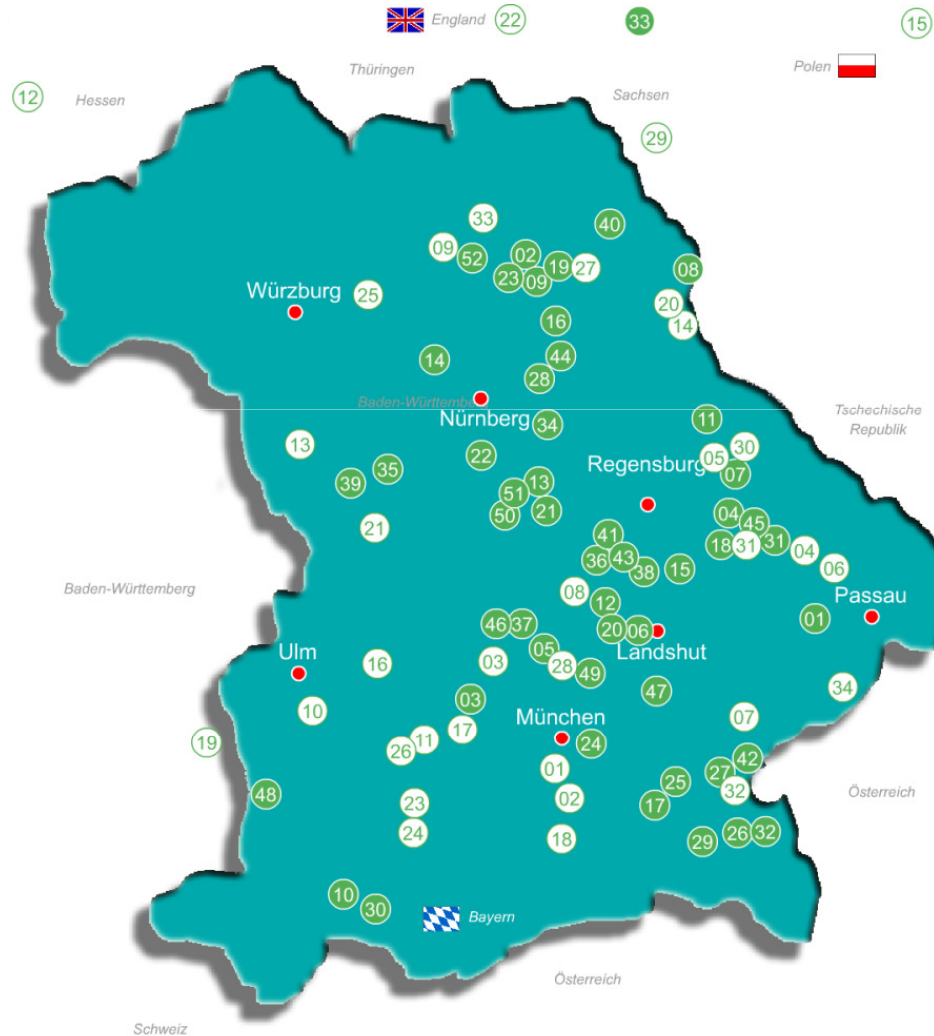 England 22 33 15
Thüringen
Polen
12 Hessen
Sachsen
29
33
40
09 52 02
23 09 19 27
08
Würzburg 25
20
14
16
14
44
28
Baden-Württemberg
Nürnberg
34
11
Tschechische
Republik
13
22
Regensburg
05 30
07
39 35
51 13
50 21
21
04
45
18 31 31 04
41
36 43 38 15
06
Baden-Württemberg
08 12
20 06
Landshut
01
Passau
46 37
05
Ulm
16
03
28 49
47
34
10
03
München
07
19
26 11 17
24
42
27
32
01
25
17
Österreich
48
23
02
24
18
29 26 32
10
30
Bayern
Österreich
Schweiz